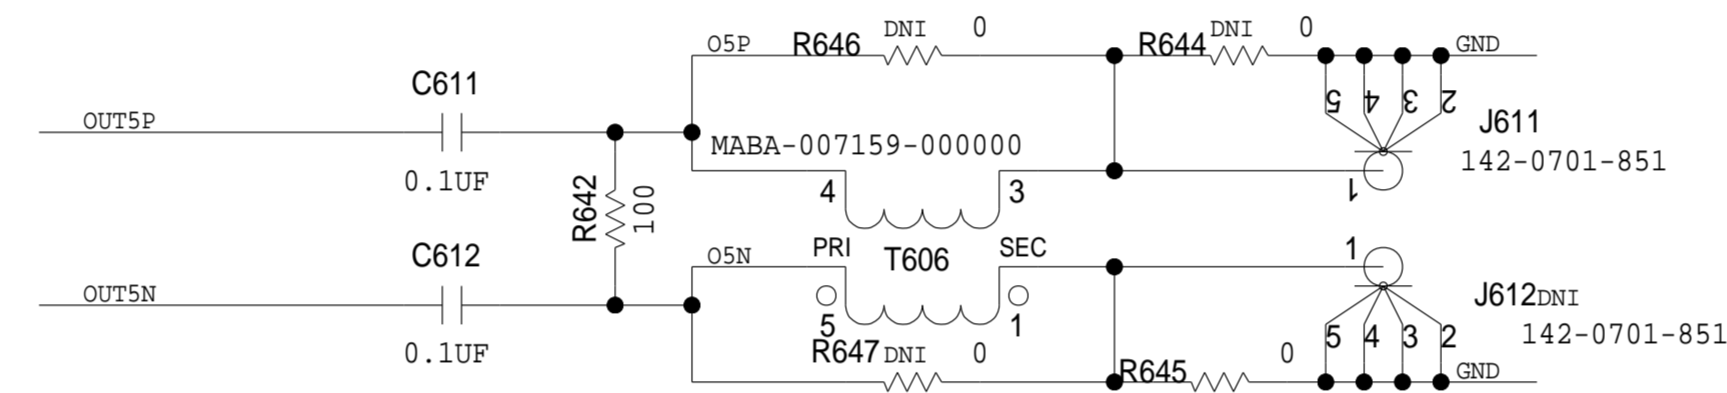 O5P R646 DNI 0 R644 DNI 0 GND
C611
5 4 3 2
OUT5P
J611
MABA-007159-000000
142-0701-851
0.1UF
4 3 1
R642 100
C612
O5N PRI T606 SEC 1
OUT5N
J612 DNI
5 1 5 4 3 2
142-0701-851
0.1UF
R647 DNI 0 R645 0 GND